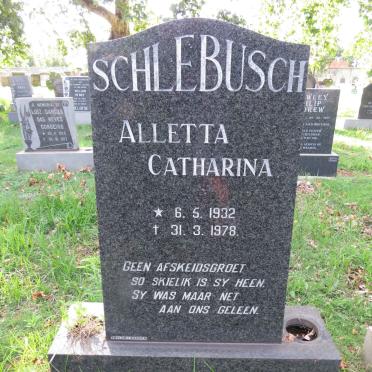 SCHLEBUSCH
ALLETTA
CATHARINA
★ 6. 5. 1932
† 31. 3. 1978.
GEEN AFSKEIDSGROET
SO SKIELIK IS SY HEEN.
SY WAS MAAR NET
AAN ONS GELEEN.